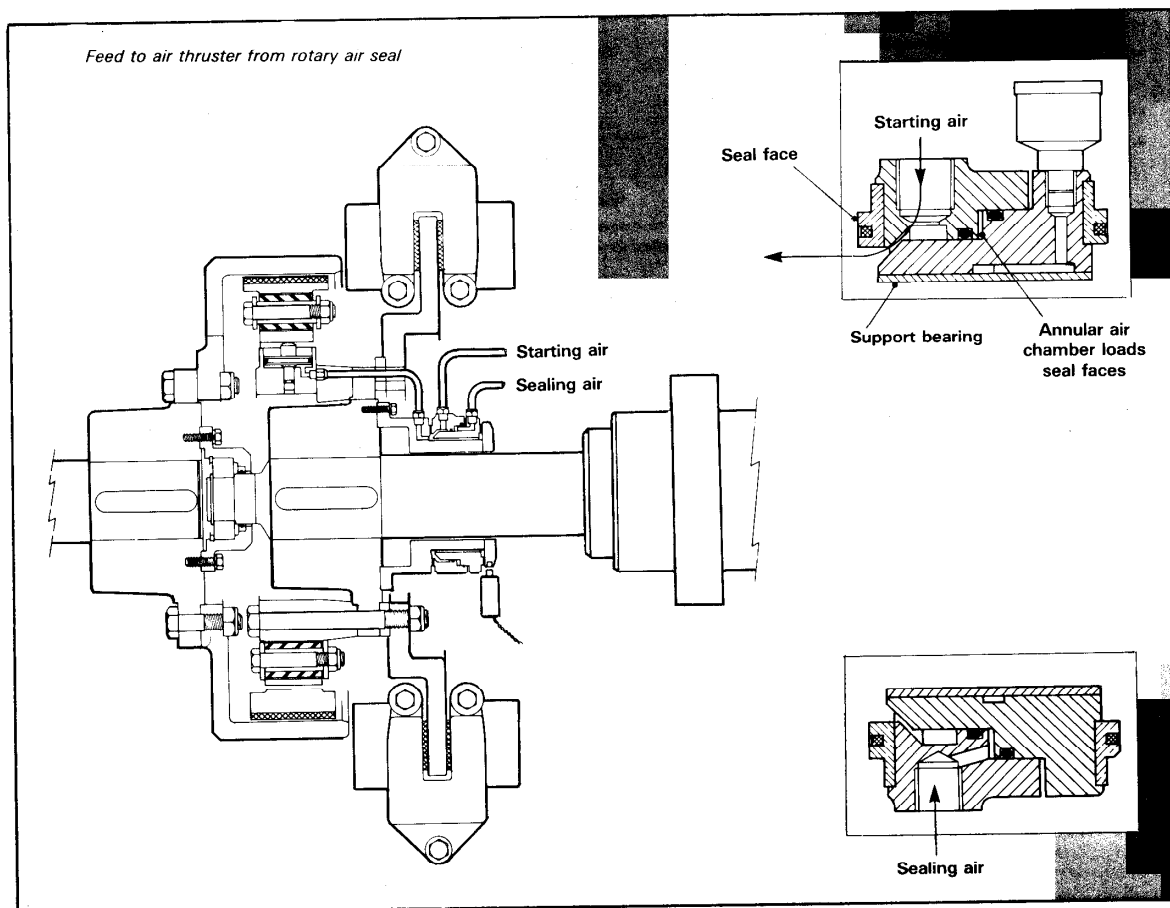 Feed to air thruster from rotary air seal
Starting air
Seal face
Support bearing
Annular air
chamber loads
seal faces
Starting air
Sealing air
Sealing air